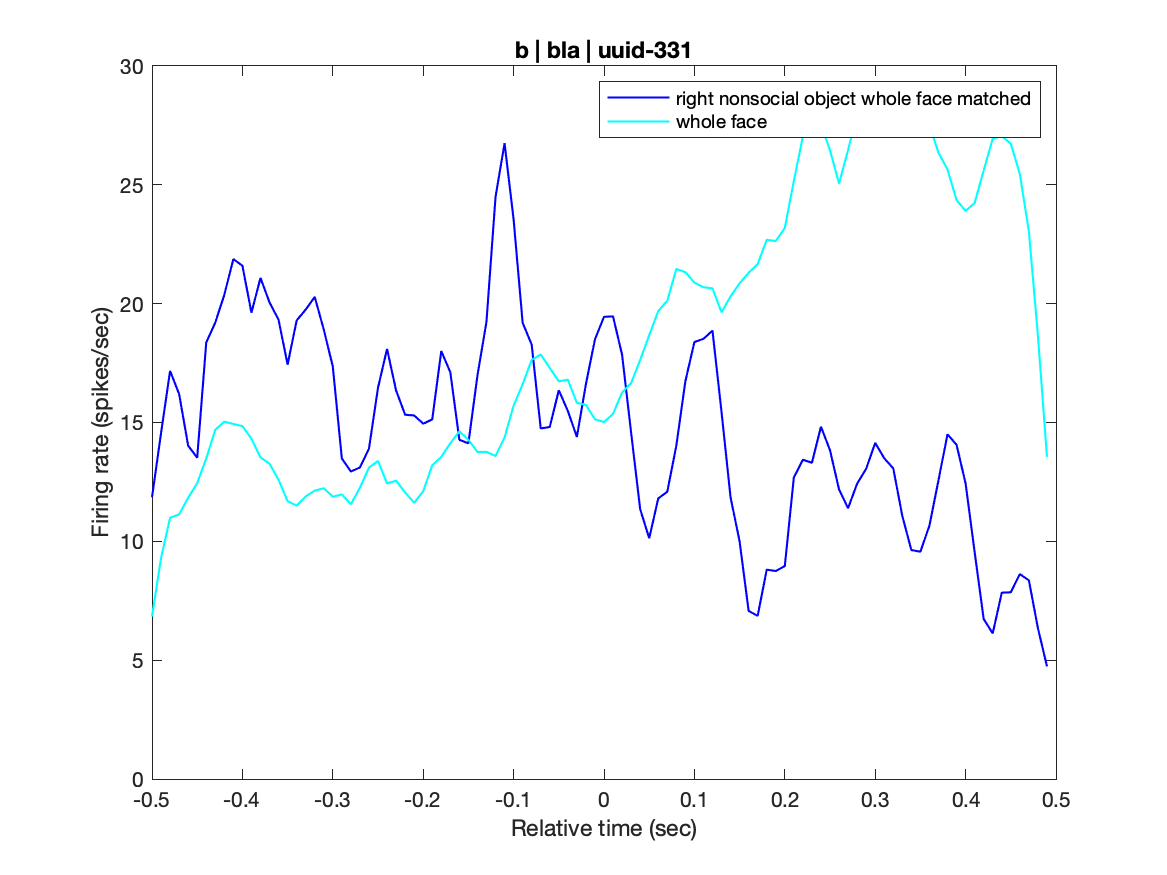 b | bla | uuid-331
right nonsocial object whole face matched
whole face
30
25
20
15
10
5
0
Firing rate (spikes/sec)
-0.5 -0.4 -0.3 -0.2 -0.1 0 0.1 0.2 0.3 0.4 0.5
Relative time (sec)